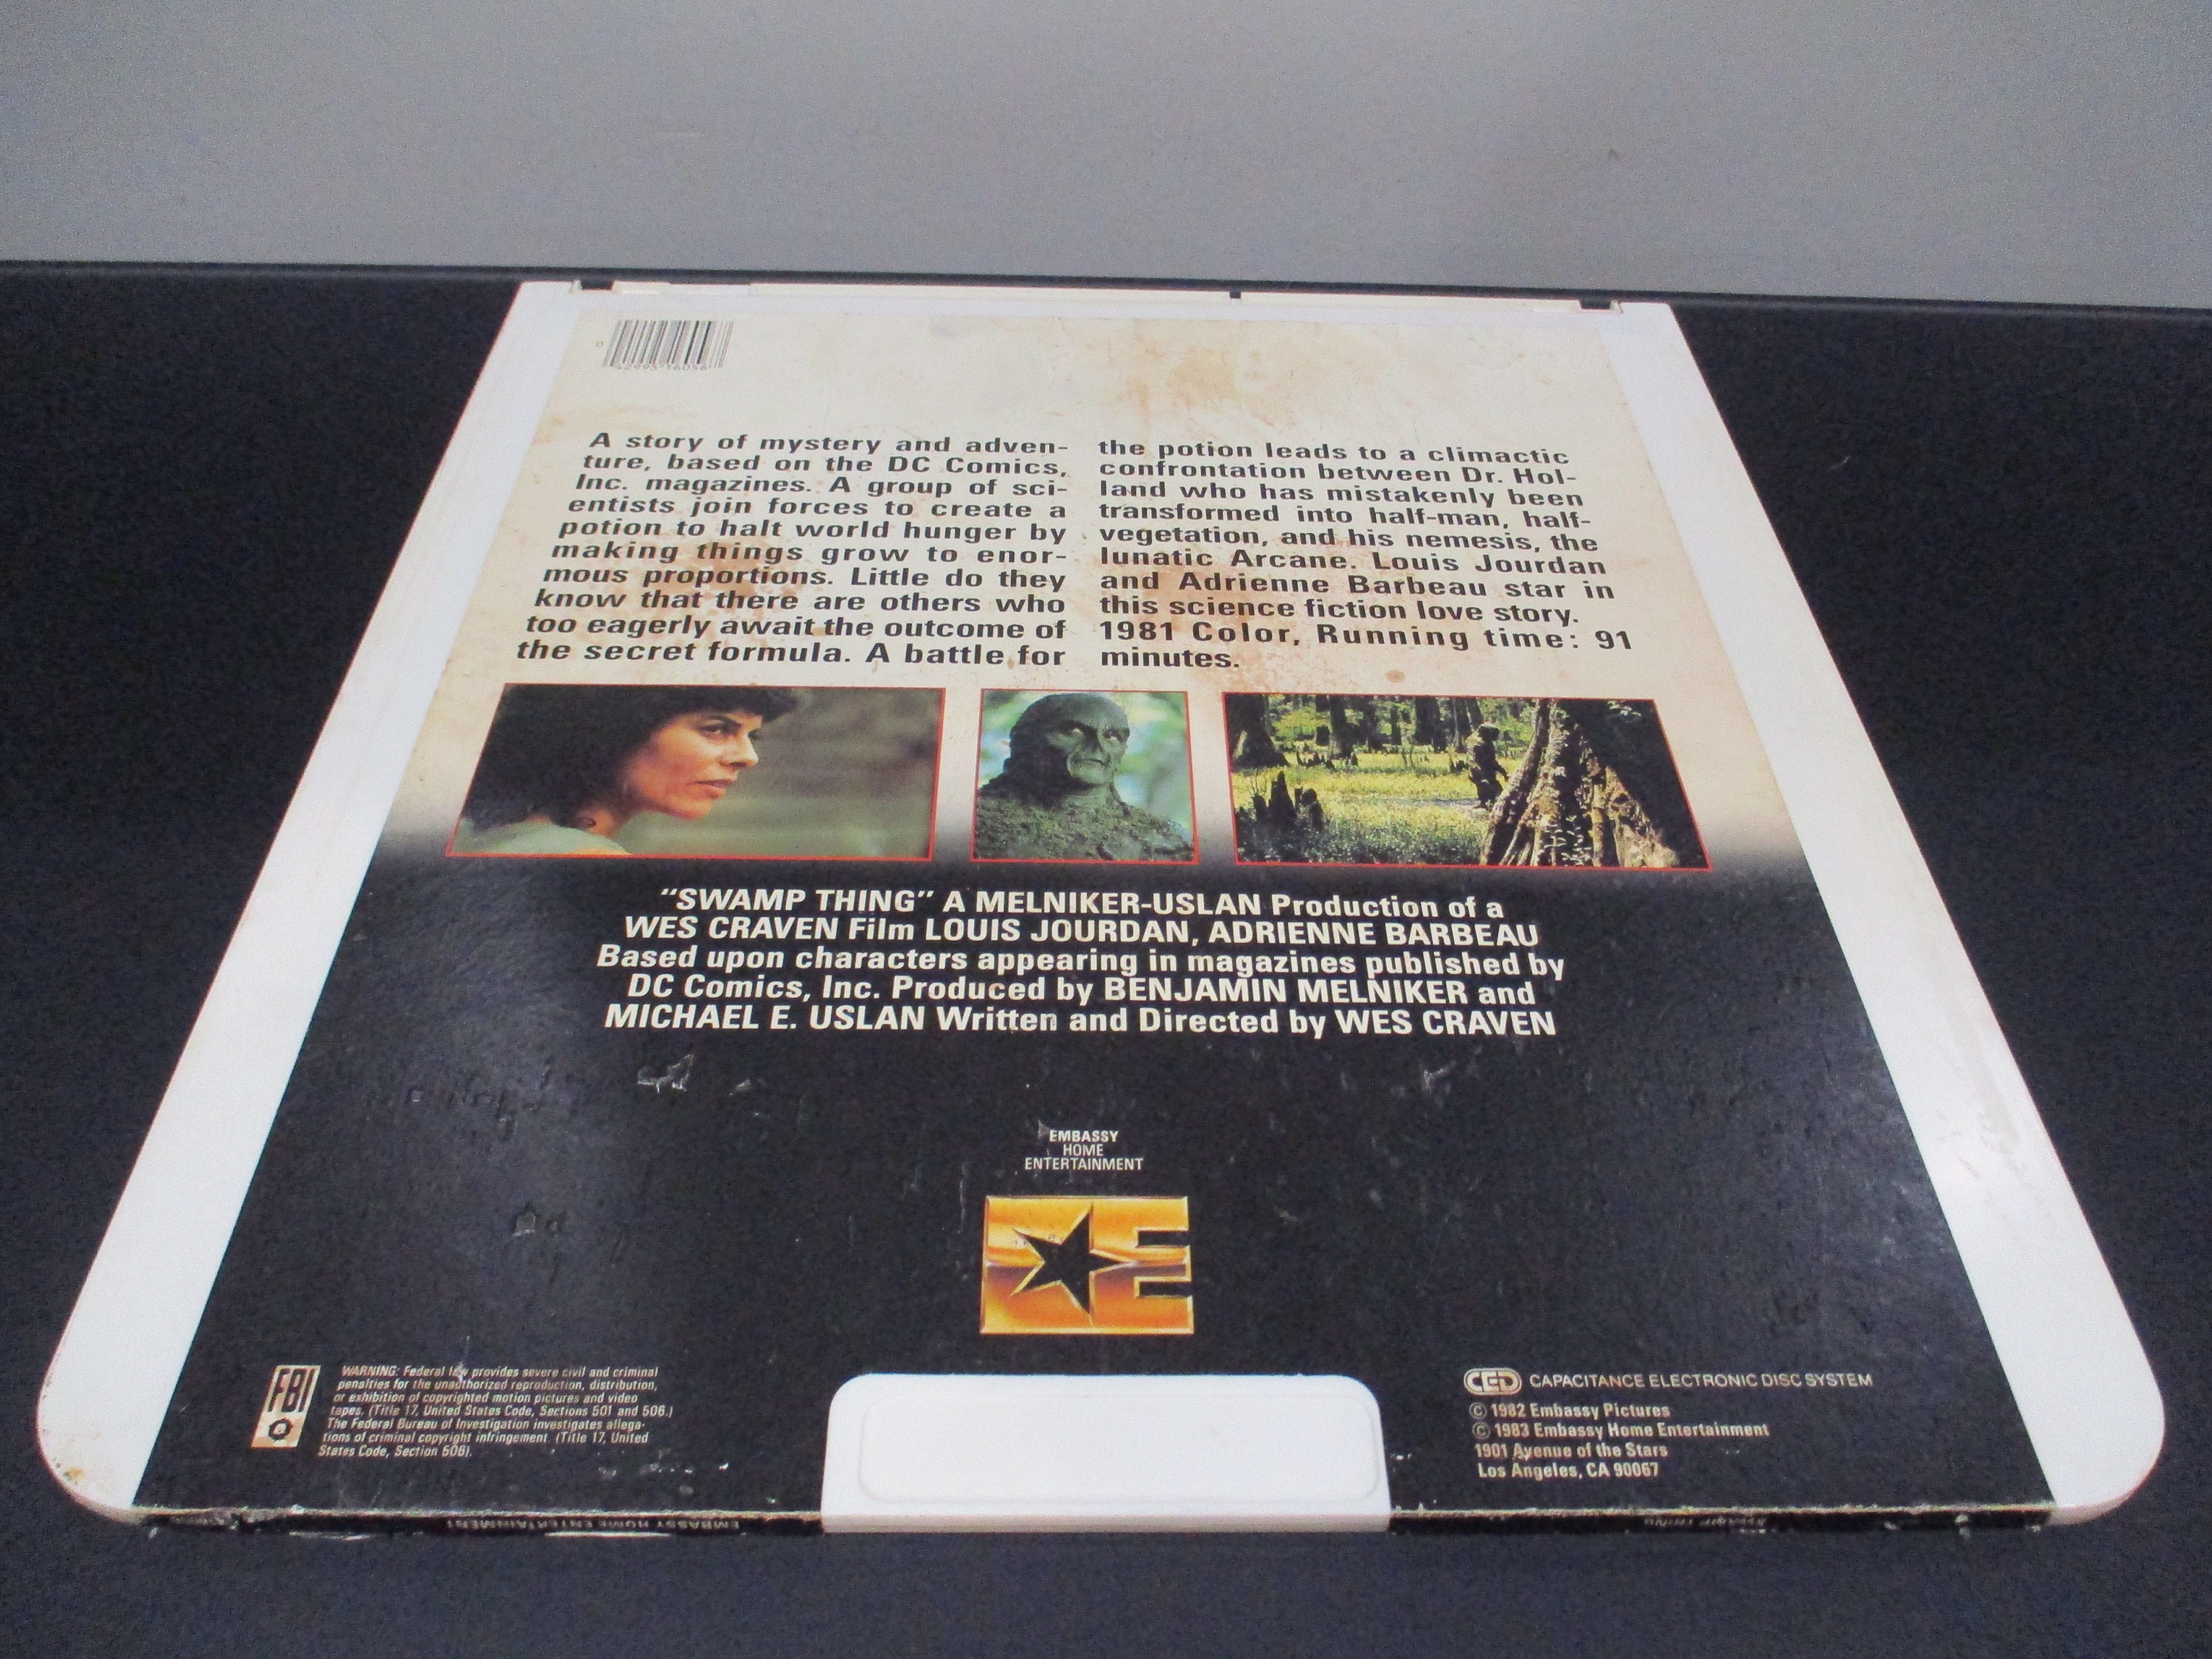 A story of mystery and adven-
ture, based on the DC Comics,
Inc. magazines. A group of sci-
entists join forces to create a
potion to halt world hunger by
making things grow to enor-
mous proportions. Little do they
know that there are others who
too eagerly await the outcome of
the secret formula. A battle for
the potion leads to a climactic
confrontation between Dr. Hol-
land who has mistakenly been
transformed into half-man, half-
vegetation, and his nemesis, the
lunatic Arcane. Louis Jourdan
and Adrienne Barbeau star in
this science fiction love story.
1981 Color, Running time: 91
minutes.
"SWAMP THING" A MELNIKER-USLAN Production of a
WES CRAVEN Film LOUIS JOURDAN, ADRIENNE BARBEAU
Based upon characters appearing in magazines published by
DC Comics, Inc. Produced by BENJAMIN MELNIKER and
MICHAEL E. USLAN Written and Directed by WES CRAVEN
EMBASSY
HOME
ENTERTAINMENT
E
FBI
WARNING: Federal law provides severe civil and criminal
penalties for the unauthorized reproduction, distribution,
or exhibition of copyrighted motion pictures and video
tapes. (Title 17, United States Code, Sections 501 and 506.)
The Federal Bureau of Investigation investigates allega-
tions of criminal copyright infringement. (Title 17, United
States Code, Section 506).
CED CAPACITANCE ELECTRONIC DISC SYSTEM
© 1982 Embassy Pictures
© 1983 Embassy Home Entertainment
1901 Avenue of the Stars
Los Angeles, CA 90067
EMBASSY HOME ENTERTAINMENT
SWAMP THING